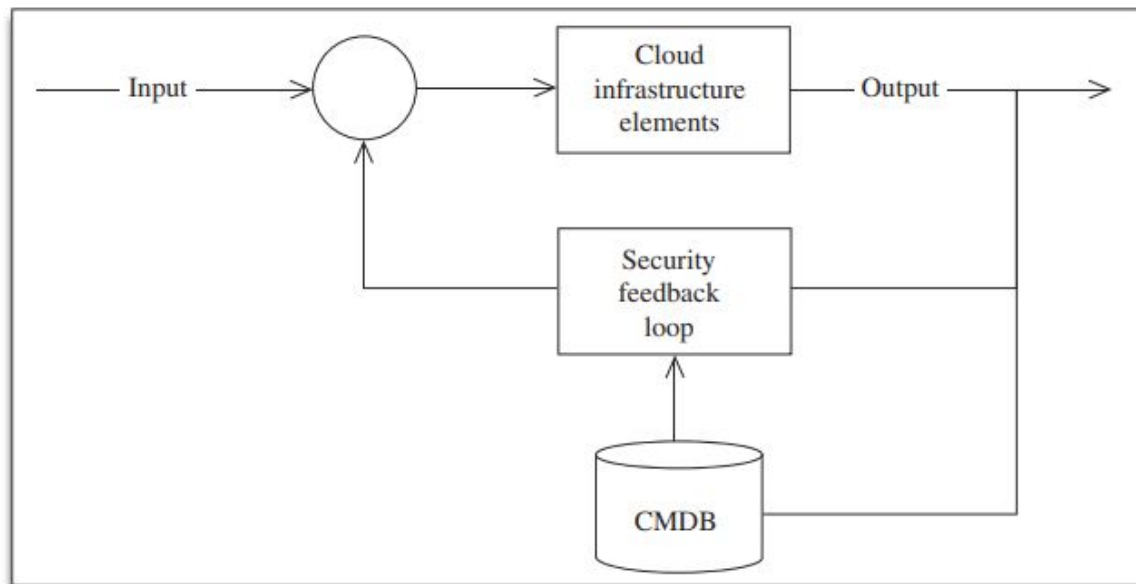 Input
Cloud
infrastructure
elements
Output
Security
feedback
loop
CMDB